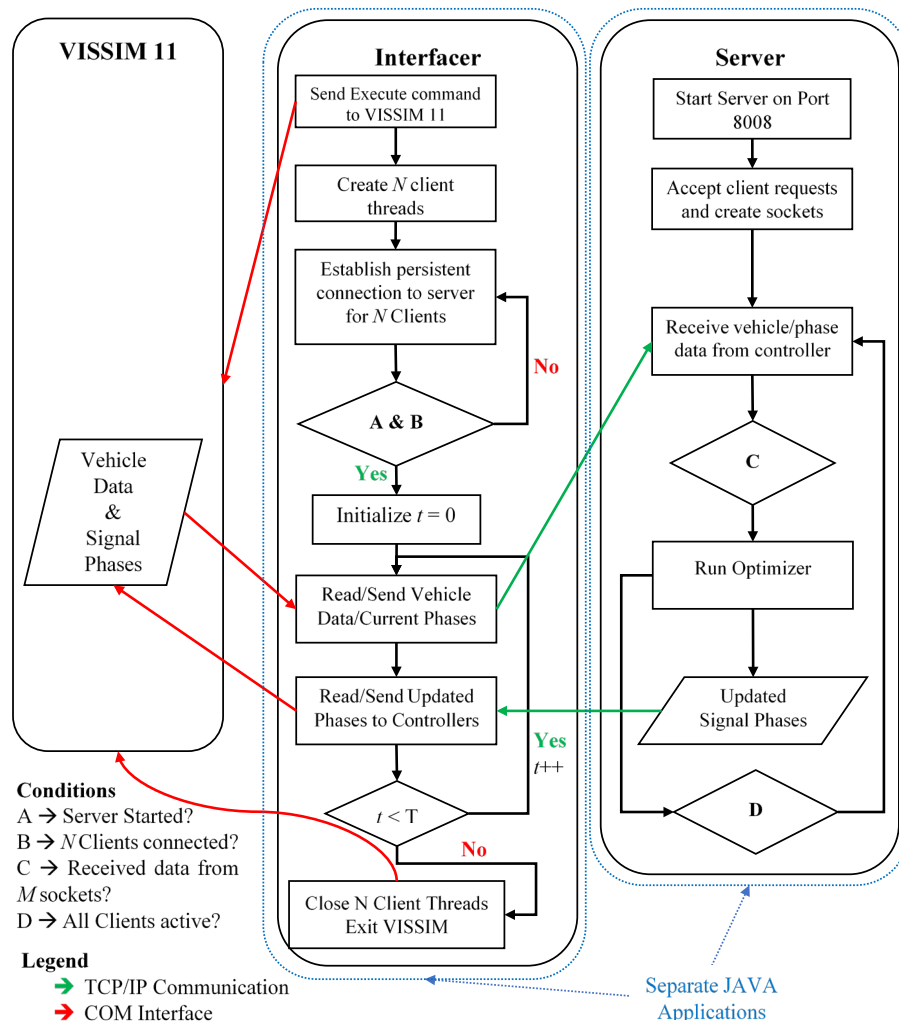 VISSIM 11
Interfacer
Send Execute command
to VISSIM 11
Create N client
threads
Establish persistent
connection to server
for N Clients
No
A & B
Yes
Initialize t = 0
Read/Send Vehicle
Data/Current Phases
Read/Send Updated
Phases to Controllers
Yes
t++
t < T
No
Close N Client Threads
Exit VISSIM
Server
Start Server on Port
8008
Accept client requests
and create sockets
Receive vehicle/phase
data from controller
C
Run Optimizer
Updated
Signal Phases
D
Vehicle
Data
&
Signal
Phases
Conditions
A → Server Started?
B → N Clients connected?
C → Received data from
M sockets?
D → All Clients active?
Legend
→ TCP/IP Communication
→ COM Interface
Separate JAVA
Applications